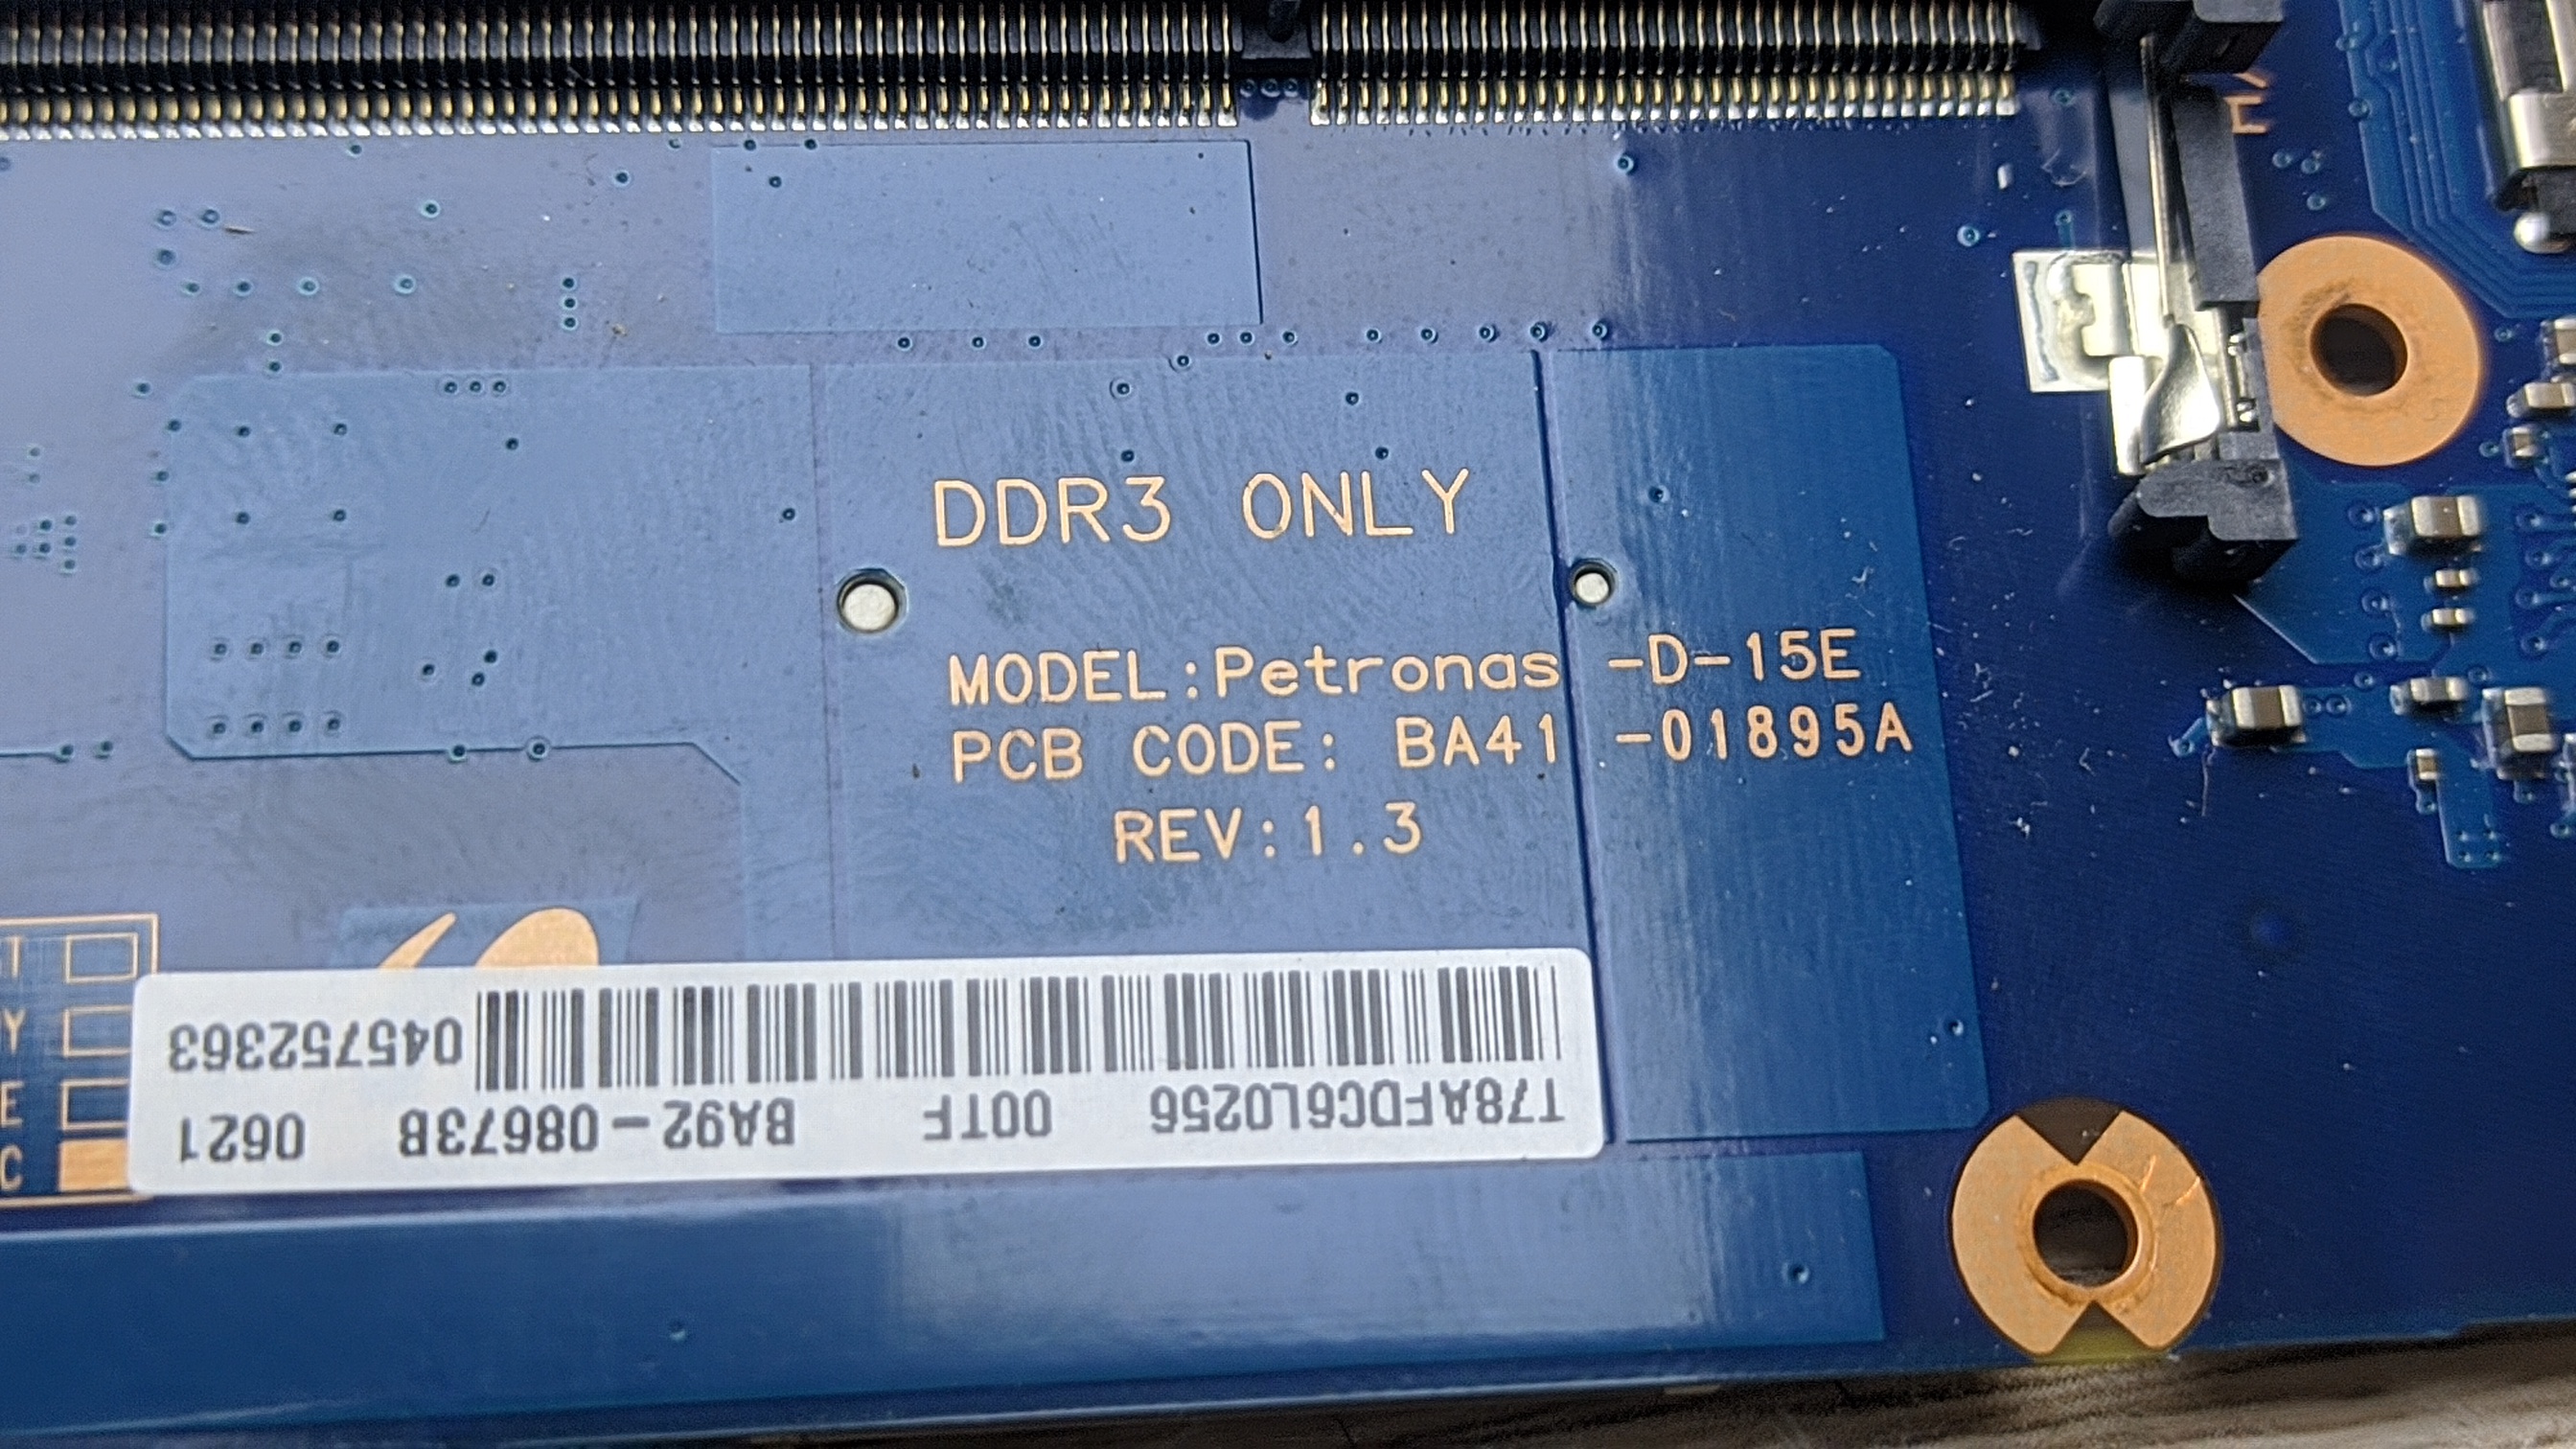 DDR3 ONLY
MODEL:Petronas -D-15E
PCB CODE: BA41 -01895A
REV:1.3
Y
E
C
T78AFDC6L0256 00TF BA92-08673B 0621
045752363